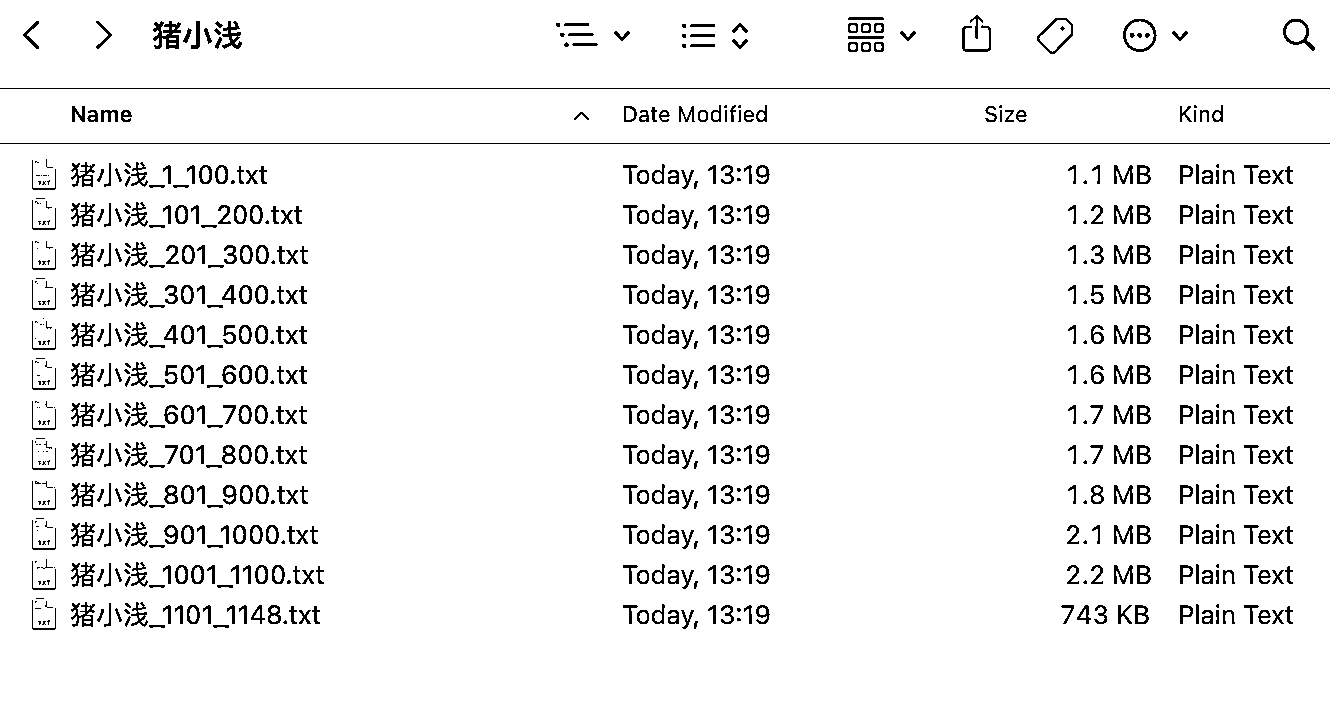 猪小浅
Name Date Modified Size Kind
猪小浅_1_100.txt Today, 13:19 1.1 MB Plain Text
猪小浅_101_200.txt Today, 13:19 1.2 MB Plain Text
猪小浅_201_300.txt Today, 13:19 1.3 MB Plain Text
猪小浅_301_400.txt Today, 13:19 1.5 MB Plain Text
猪小浅_401_500.txt Today, 13:19 1.6 MB Plain Text
猪小浅_501_600.txt Today, 13:19 1.6 MB Plain Text
猪小浅_601_700.txt Today, 13:19 1.7 MB Plain Text
猪小浅_701_800.txt Today, 13:19 1.7 MB Plain Text
猪小浅_801_900.txt Today, 13:19 1.8 MB Plain Text
猪小浅_901_1000.txt Today, 13:19 2.1 MB Plain Text
猪小浅_1001_1100.txt Today, 13:19 2.2 MB Plain Text
猪小浅_1101_1148.txt Today, 13:19 743 KB Plain Text